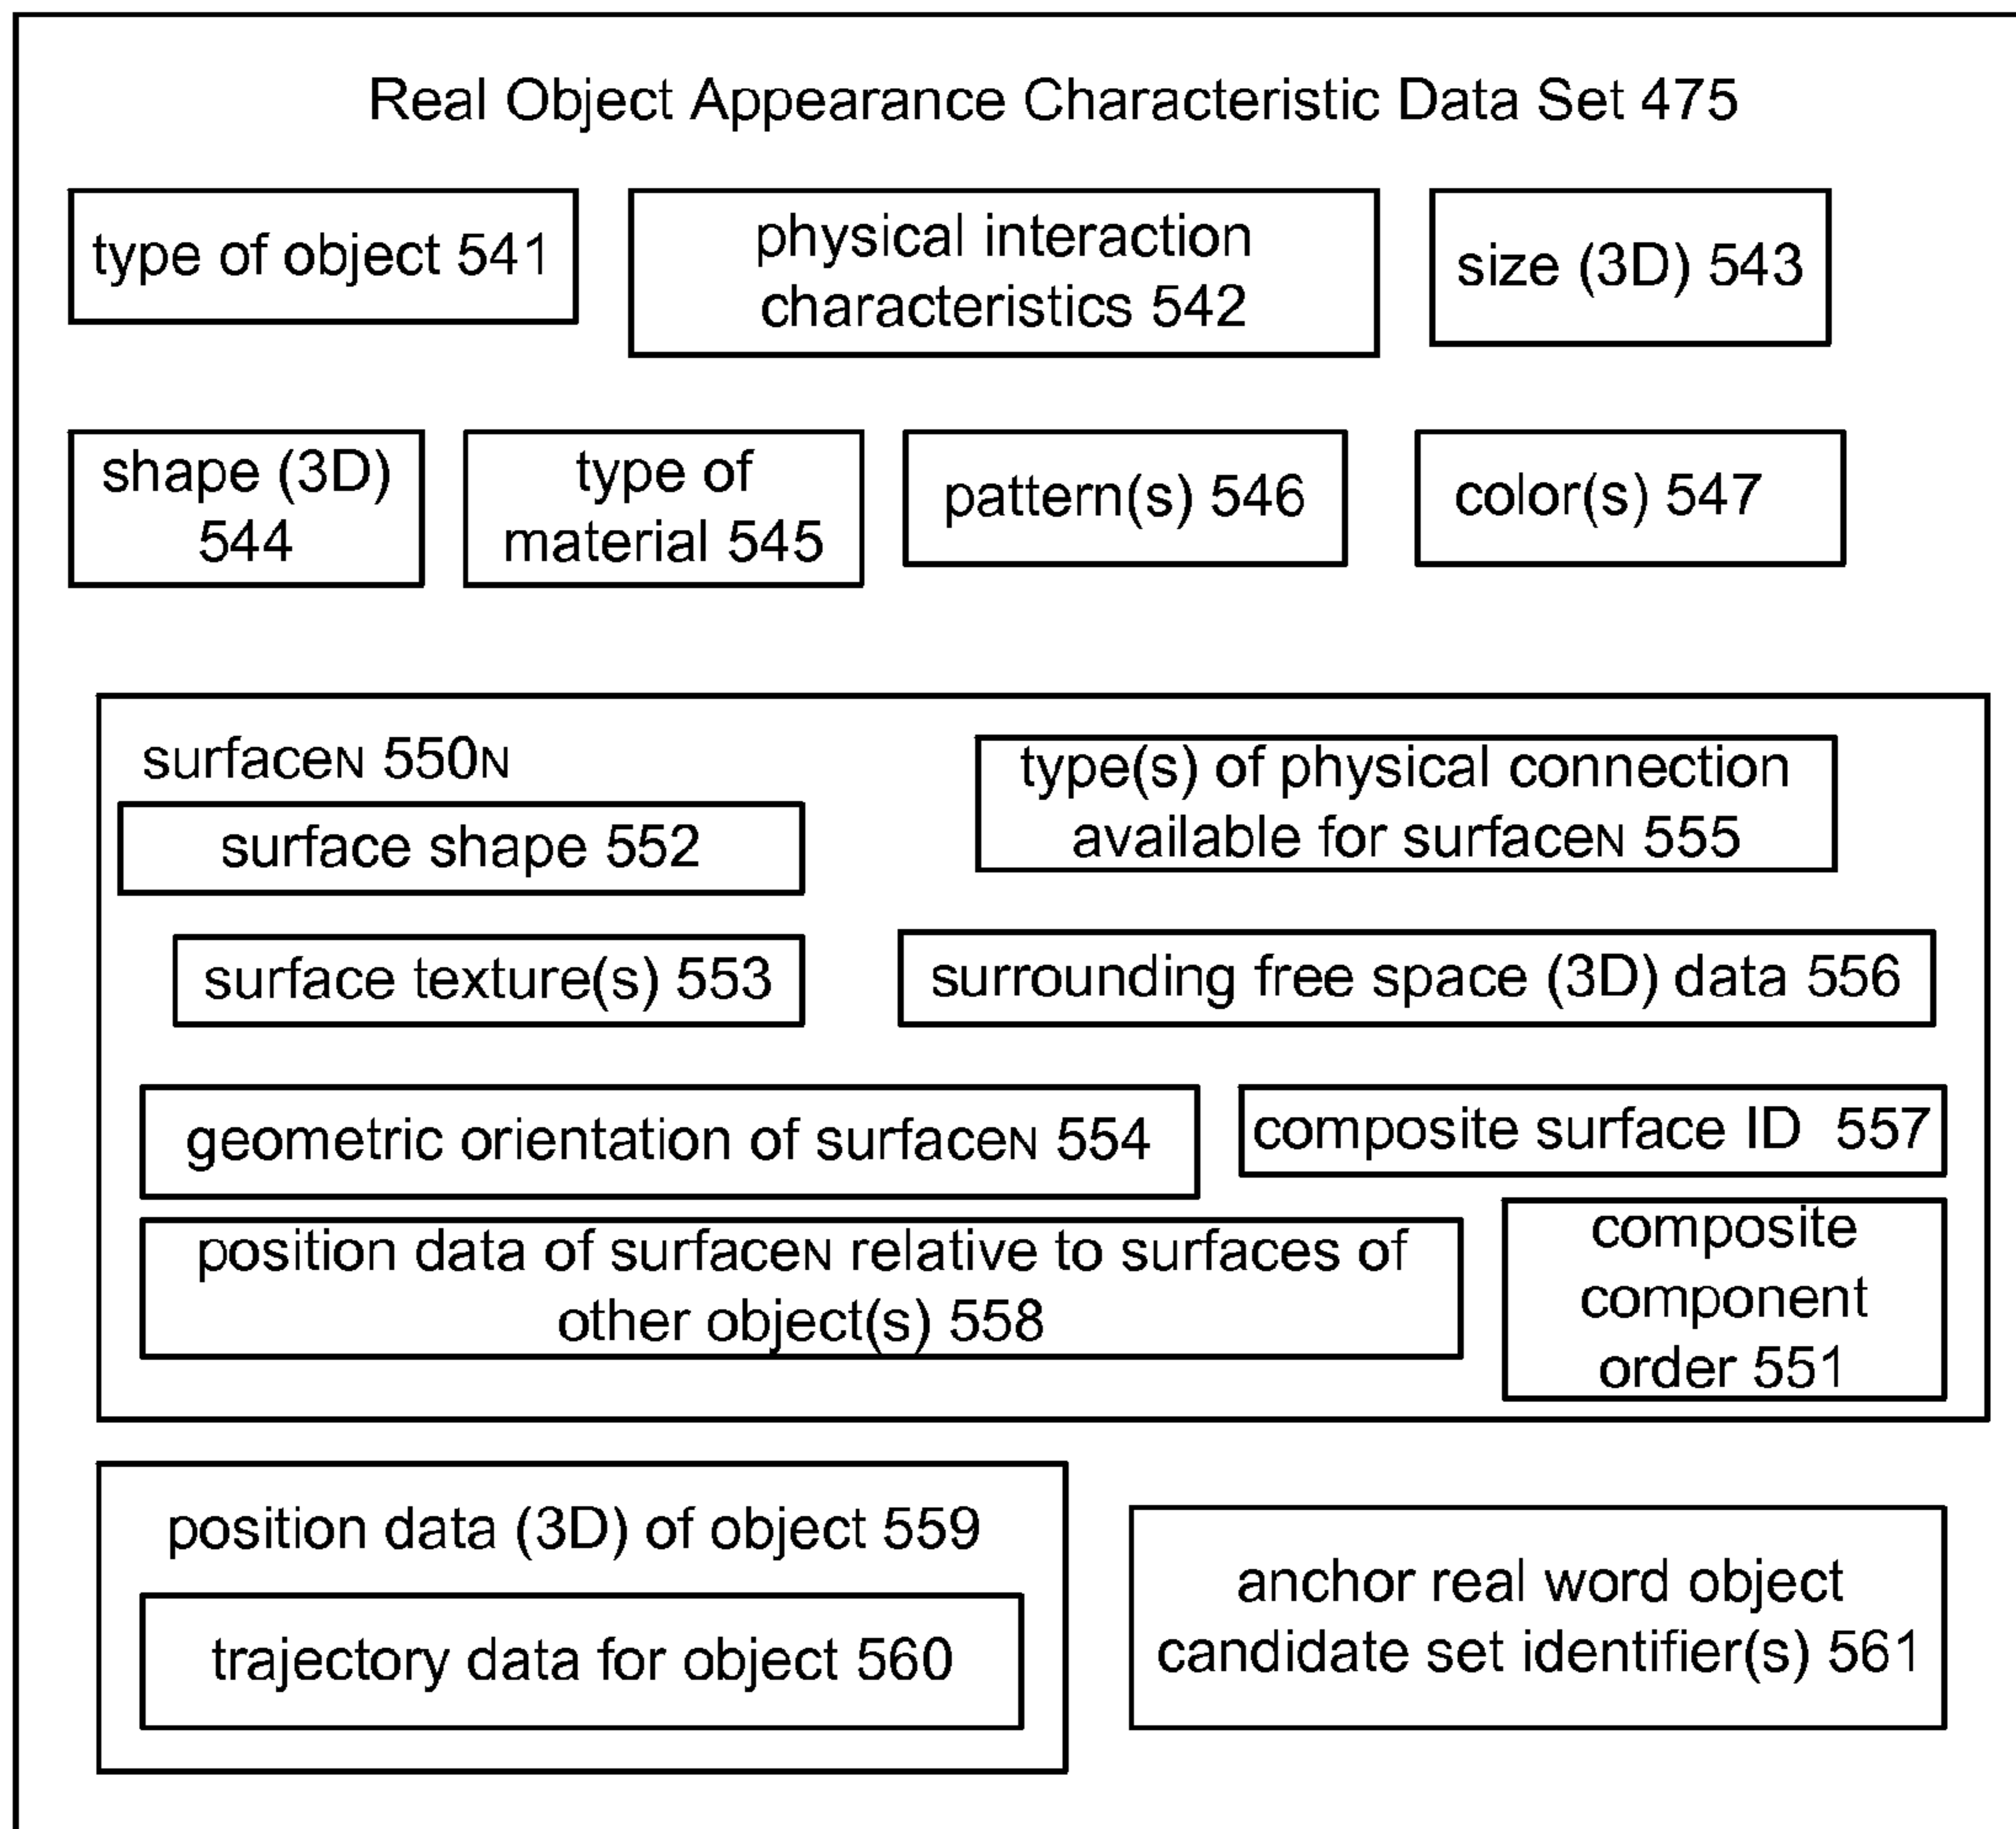 Real Object Appearance Characteristic Data Set 475
type of object 541
physical interaction
characteristics 542
size (3D) 543
shape (3D)
544
type of
material 545
pattern(s) 546
color(s) 547
surfaceN 550N
type(s) of physical connection
available for surfaceN 555
surface shape 552
surface texture(s) 553
surrounding free space (3D) data 556
geometric orientation of surfaceN 554
composite surface ID 557
position data of surfaceN relative to surfaces of
other object(s) 558
composite
component
order 551
position data (3D) of object 559
trajectory data for object 560
anchor real word object
candidate set identifier(s) 561